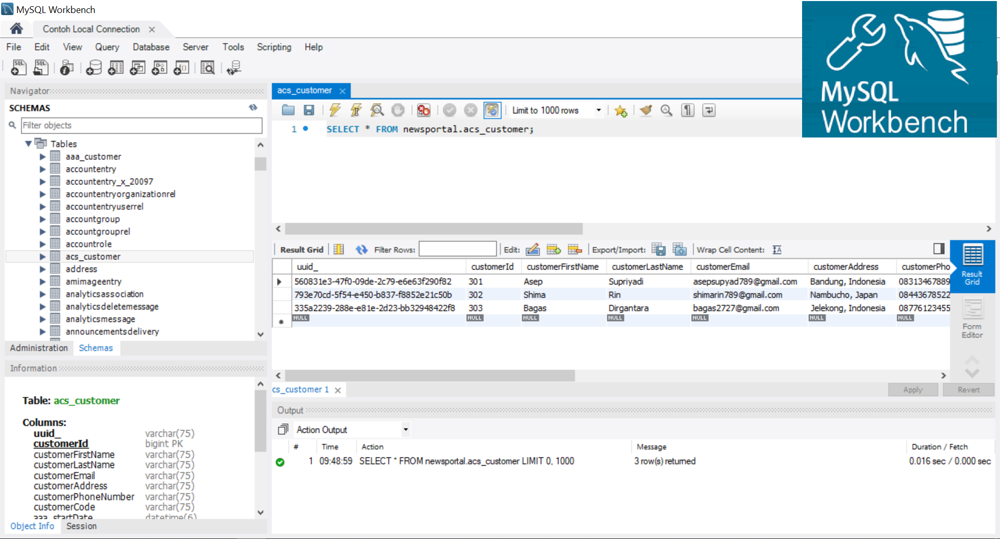 MySQL Workbench
Contoh Local Connection
File Edit View Query Database Server Tools Scripting Help
SQL SQL
MySQL
Workbench
Navigator
SCHEMAS
Filter objects
Tables
aaa_customer
accountentry
accountentry_x_20097
accountentryorganizationrel
accountentryuserrel
accountgroup
accountgrouprel
accountrole
acs_customer
address
amimageentry
analyticsassociation
analyticsdeletemessage
analyticsmessage
announcementsdelivery
Administration Schemas
Information
Table: acs_customer
Columns:
uuid_ varchar(75)
customerId bigint PK
customerFirstName varchar(75)
customerLastName varchar(75)
customerEmail varchar(75)
customerAddress varchar(75)
customerPhoneNumber varchar(75)
customerCode varchar(75)
aaa_startDate datetime(6)
Object Info Session
acs_customer
Limit to 1000 rows
1 SELECT * FROM newsportal.acs_customer;
Result Grid Filter Rows: Edit: Export/Import: Wrap Cell Content:
uuid_ customerId customerFirstName customerLastName customerEmail customerAddress customerPho
560831e3-47f0-09de-2c79-e6e63f290f82 301 Asep Supriyadi asepsupyad789@gmail.com Bandung, Indonesia 08313467889
793e70cd-5f54-e450-b837-f8852e21c50b 302 Shima Rin shimarin789@gmail.com Nambucho, Japan 08443678522
335a2239-288e-e81e-2d23-bb32948422f8 303 Bagas Dirgantara bagas2727@gmail.com Jelekong, Indonesia 08776123455
NULL NULL NULL NULL NULL NULL NULL
Result
Grid
Form
Editor
cs_customer 1
Apply Revert
Output
Action Output
# Time Action Message Duration / Fetch
1 09:48:59 SELECT * FROM newsportal.acs_customer LIMIT 0, 1000 3 row(s) returned 0.016 sec / 0.000 sec